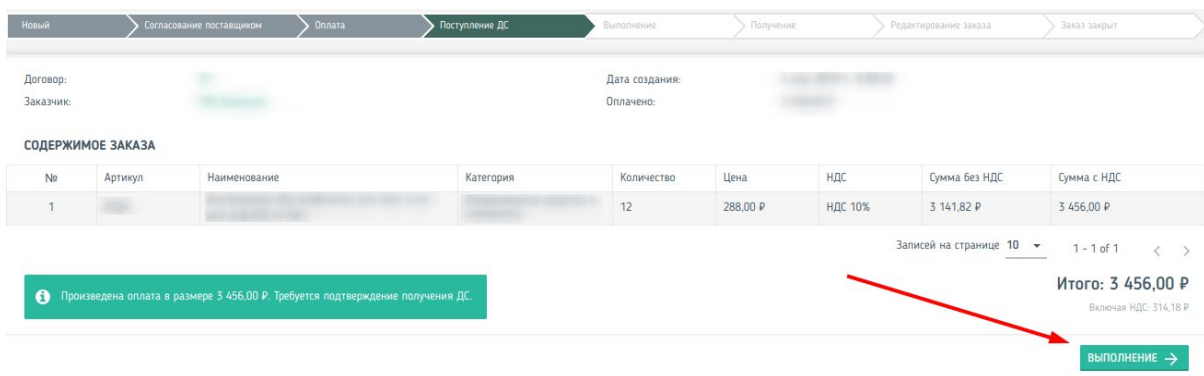 Новый Согласование поставщиком Оплата Поступление ДС Выполнение Получение Редактирование заказа Заказ закрыт
Договор: Дата создания:
Заказчик: Оплачено:
СОДЕРЖИМОЕ ЗАКАЗА
№ Артикул Наименование Категория Количество Цена НДС Сумма без НДС Сумма с НДС
1 12 288,00 ₽ НДС 10% 3 141,82 ₽ 3 456,00 ₽
Записей на странице 10 1 - 1 of 1
Итого: 3 456,00 ₽
Произведена оплата в размере 3 456,00 ₽. Требуется подтверждение получения ДС.
Включая НДС: 314,18 ₽
ВЫПОЛНЕНИЕ